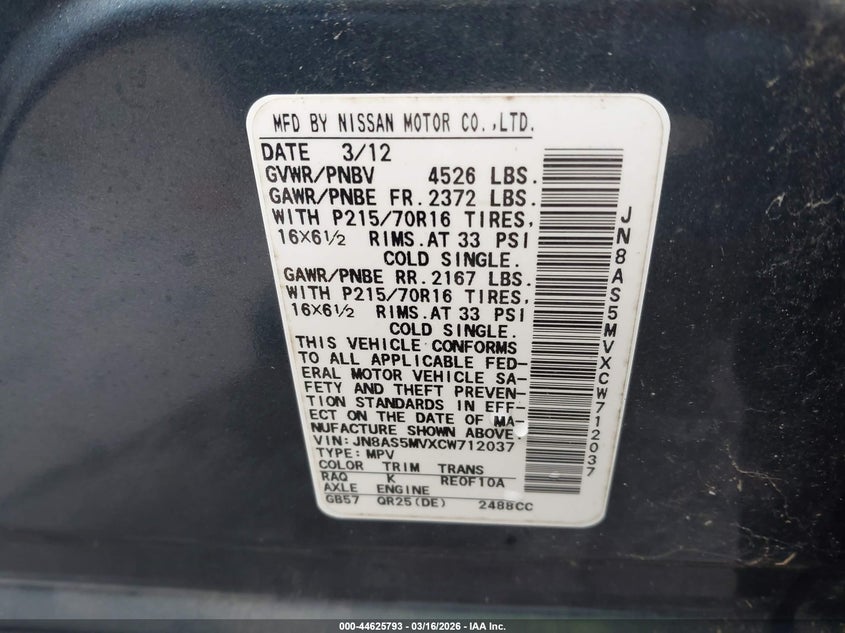 MFD BY NISSAN MOTOR CO.,LTD.
DATE 3/12
GVWR/PNBV 4526 LBS.
GAWR/PNBE FR. 2372 LBS.
WITH P215/70R16 TIRES,
16X6½ RIMS. AT 33 PSI
COLD SINGLE.
GAWR/PNBE RR. 2167 LBS.
WITH P215/70R16 TIRES,
16X6½ RIMS. AT 33 PSI
COLD SINGLE.
THIS VEHICLE CONFORMS
TO ALL APPLICABLE FED-
ERAL MOTOR VEHICLE SA-
FETY AND THEFT PREVEN-
TION STANDARDS IN EFF-
ECT ON THE DATE OF MA-
NUFACTURE SHOWN ABOVE.
VIN: JN8AS5MVXCW712037
TYPE: MPV
COLOR TRIM TRANS
RAQ K RE0F10A
AXLE ENGINE
GB57 QR25(DE) 2488CC
JN8AS5MVXCW712037
000-44625793 - 03/16/2026 - IAA Inc.